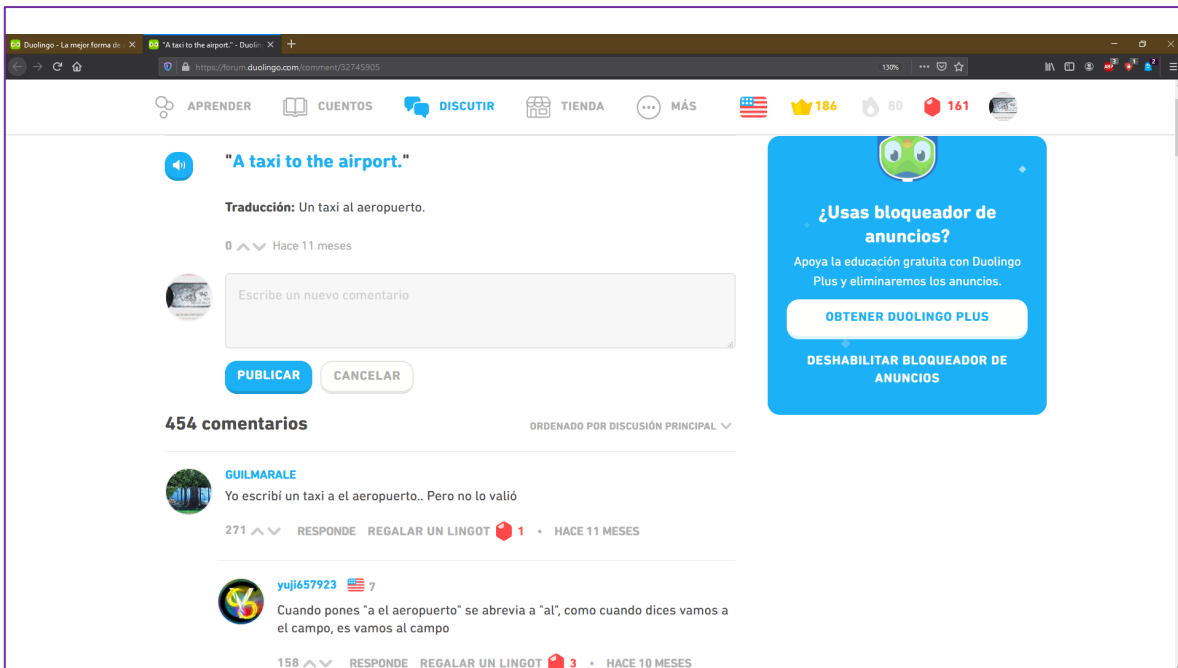 Duolingo - La mejor forma de a
"A taxi to the airport." - Duolin
https://forum.duolingo.com/comment/32745905
130%
APRENDER
CUENTOS
DISCUTIR
TIENDA
MÁS
186
80
161
"A taxi to the airport."
Traducción: Un taxi al aeropuerto.
0 Hace 11 meses
Escribe un nuevo comentario
PUBLICAR
CANCELAR
¿Usas bloqueador de
anuncios?
Apoya la educación gratuita con Duolingo
Plus y eliminaremos los anuncios.
OBTENER DUOLINGO PLUS
DESHABILITAR BLOQUEADOR DE
ANUNCIOS
454 comentarios
ORDENADO POR DISCUSIÓN PRINCIPAL
GUILMARALE
Yo escribí un taxi a el aeropuerto.. Pero no lo valió
271 RESPONDE REGALAR UN LINGOT 1 • HACE 11 MESES
yuji657923 7
Cuando pones "a el aeropuerto" se abrevia a "al", como cuando dices vamos a
el campo, es vamos al campo
158 RESPONDE REGALAR UN LINGOT 3 • HACE 10 MESES